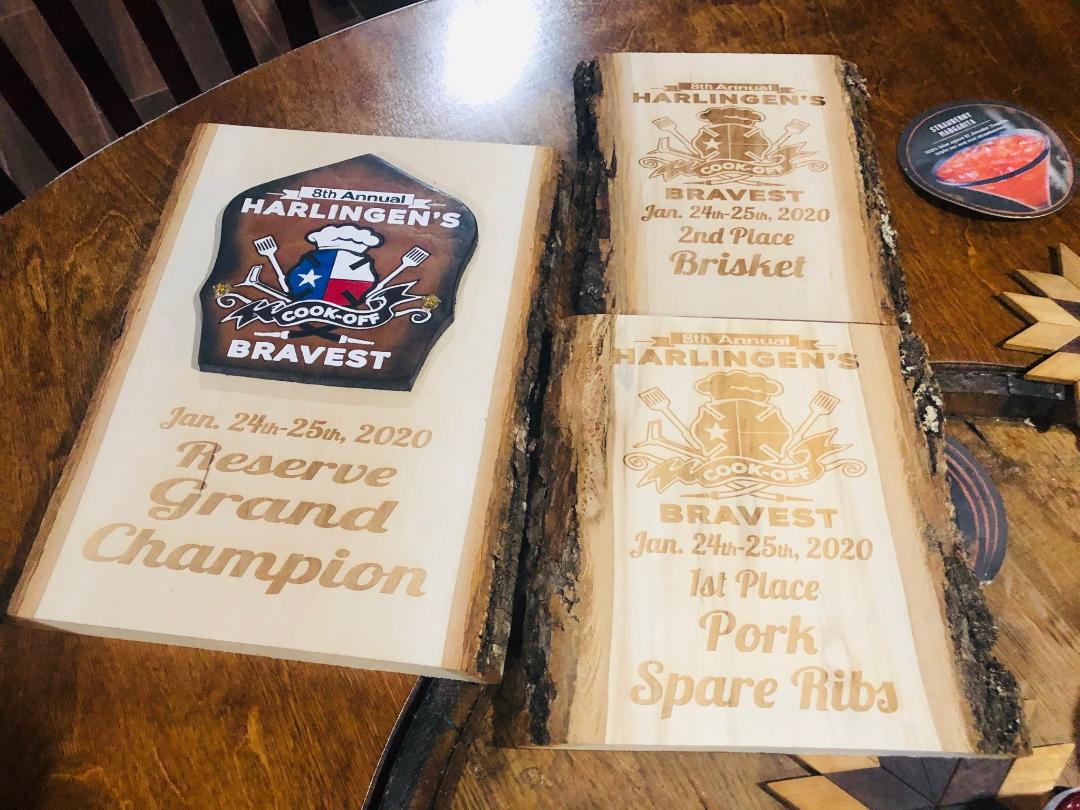 8th Annual
HARLINGEN'S
COOK-OFF
BRAVEST
Jan. 24th-25th, 2020
Reserve
Grand
Champion
8th Annual
HARLINGEN'S
COOK-OFF
BRAVEST
Jan. 24th-25th, 2020
2nd Place
Brisket
8th Annual
HARLINGEN'S
COOK-OFF
BRAVEST
Jan. 24th-25th, 2020
1st Place
Pork
Spare Ribs
STRAWBERRY
MARGARITA